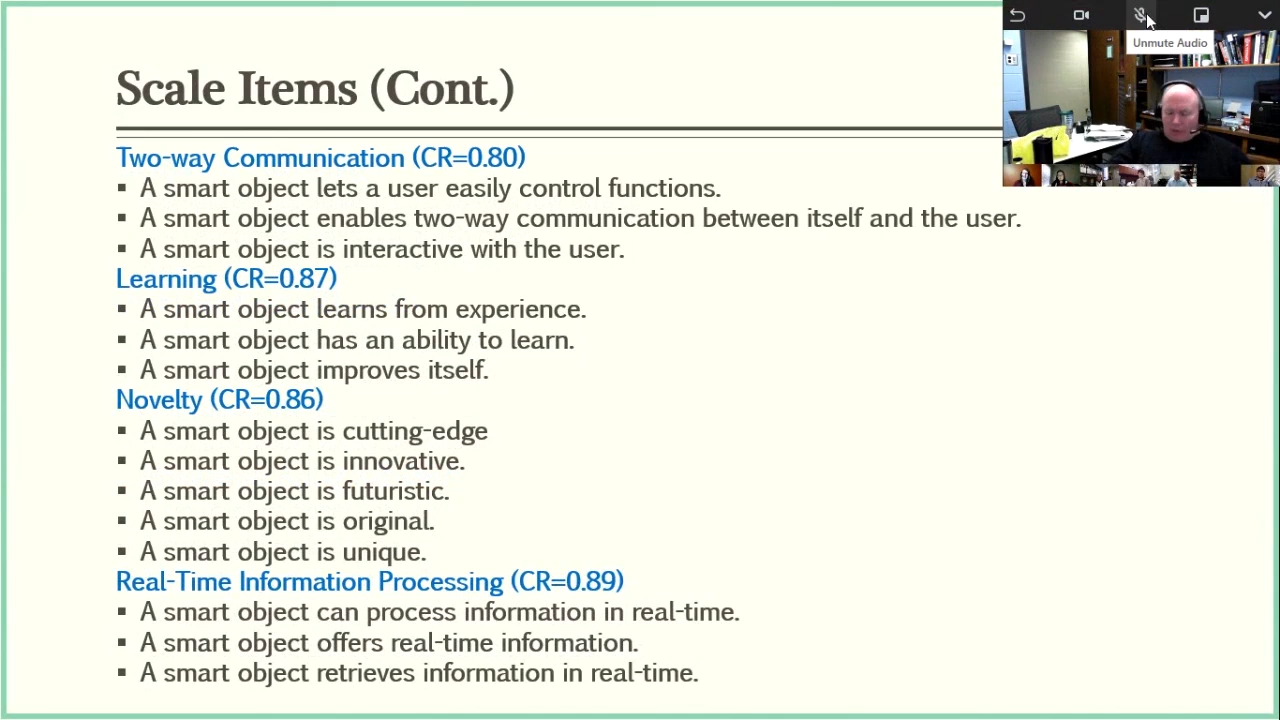 Unmute Audio
Scale Items (Cont.)
Two-way Communication (CR=0.80)
▪ A smart object lets a user easily control functions.
▪ A smart object enables two-way communication between itself and the user.
▪ A smart object is interactive with the user.
Learning (CR=0.87)
▪ A smart object learns from experience.
▪ A smart object has an ability to learn.
▪ A smart object improves itself.
Novelty (CR=0.86)
▪ A smart object is cutting-edge
▪ A smart object is innovative.
▪ A smart object is futuristic.
▪ A smart object is original.
▪ A smart object is unique.
Real-Time Information Processing (CR=0.89)
▪ A smart object can process information in real-time.
▪ A smart object offers real-time information.
▪ A smart object retrieves information in real-time.